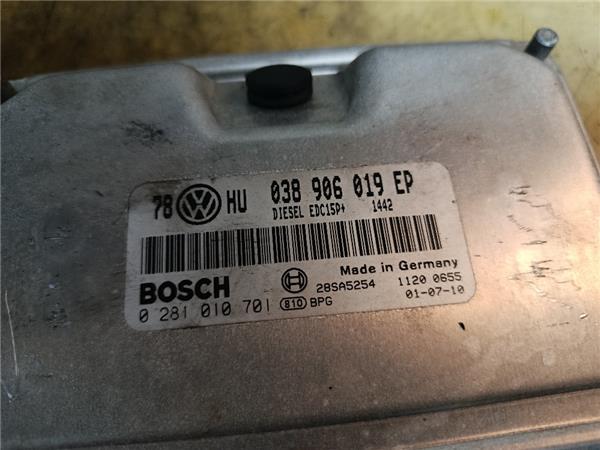 78 VW HU 038 906 019 EP
DIESEL EDC15P+ 1442
Made in Germany
BOSCH 28SA5254 1120 0655
0 281 010 701 810 BPG 01-07-10